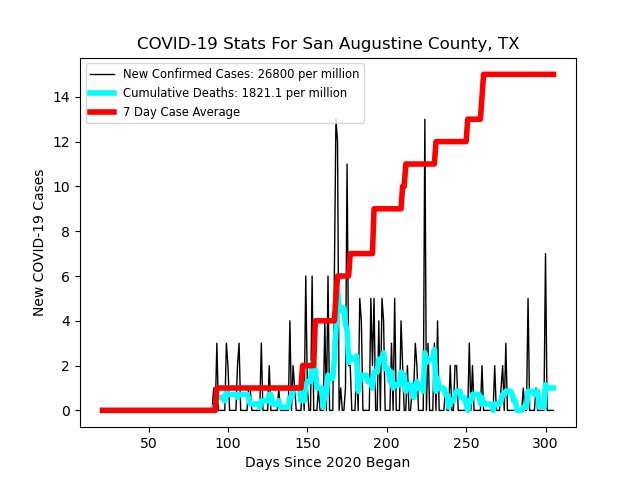 COVID-19 Stats For San Augustine County, TX
New Confirmed Cases: 26800 per million
Cumulative Deaths: 1821.1 per million
7 Day Case Average
New COVID-19 Cases
14
12
10
8
6
4
2
0
50 100 150 200 250 300
Days Since 2020 Began